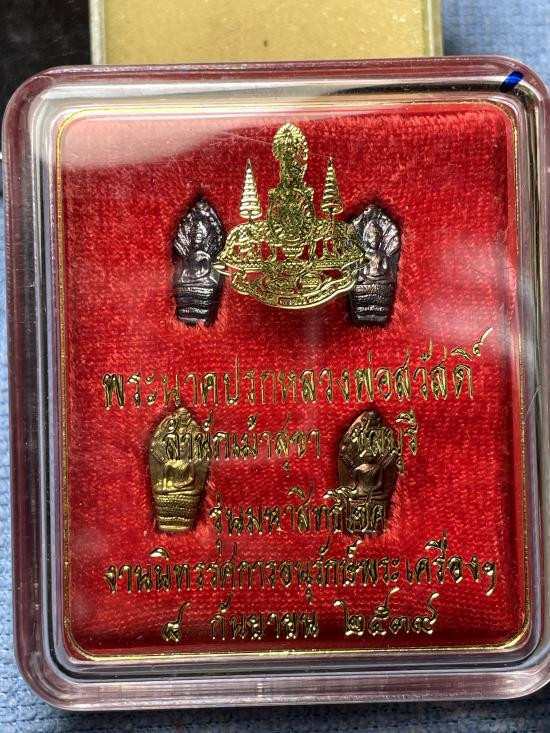 พระนาคปรกหลวงพ่อสวัสดิ์
สำนักเม้าสุขา ชลบุรี
รุ่นมหาสิทธิโชค
งานนิทรรศการอนุรักษ์พระเครื่องฯ
๘ กันยายน ๒๕๓๙